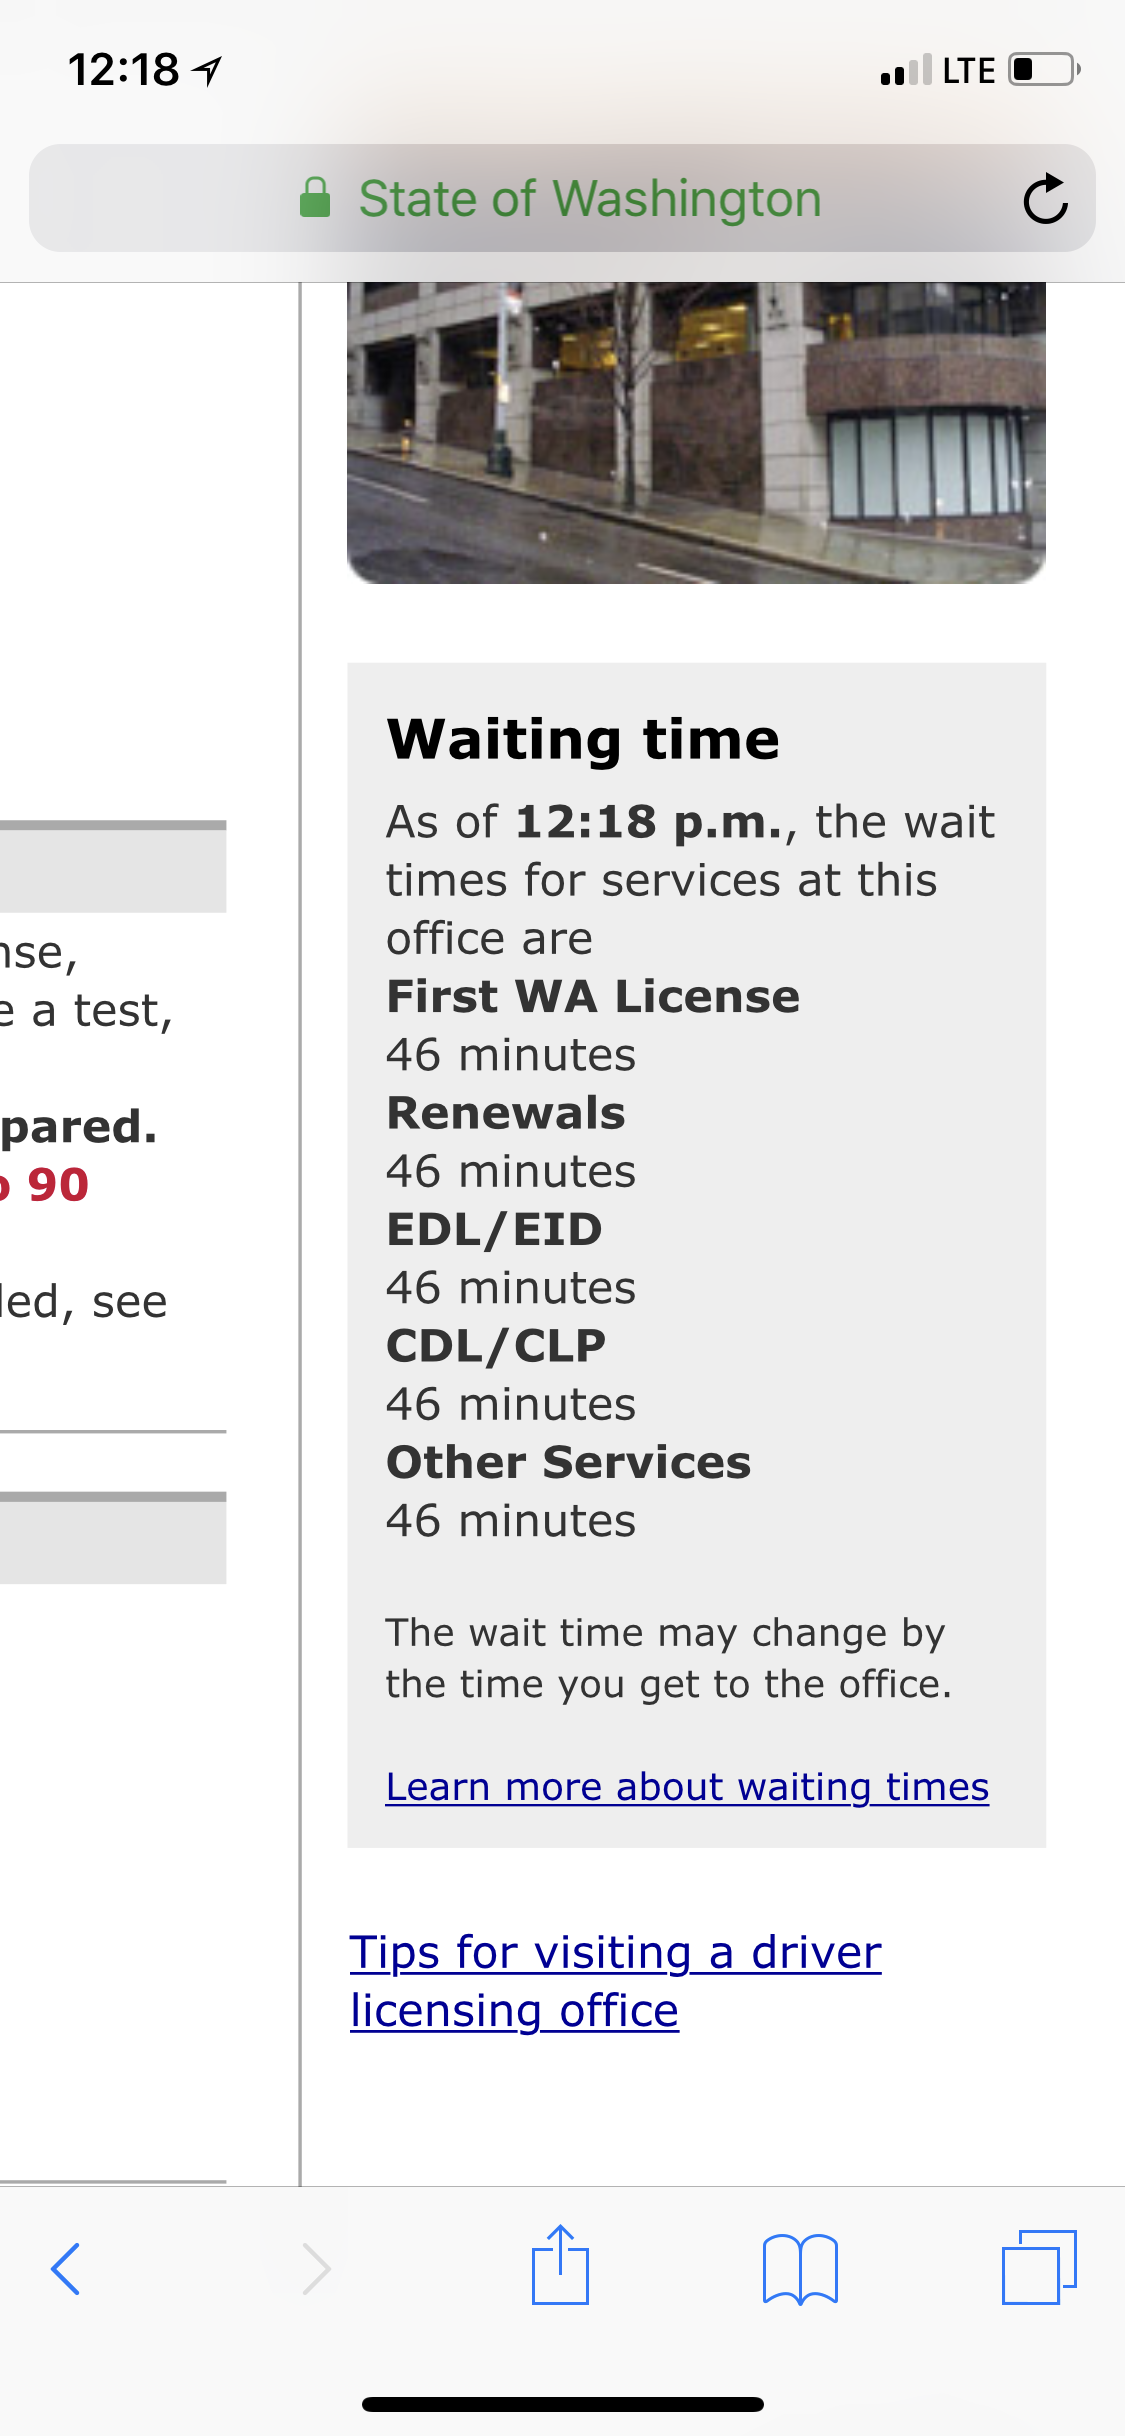 12:18
LTE
State of Washington
nse,
e a test,
pared.
o 90
led, see
Waiting time
As of 12:18 p.m., the wait
times for services at this
office are
First WA License
46 minutes
Renewals
46 minutes
EDL/EID
46 minutes
CDL/CLP
46 minutes
Other Services
46 minutes
The wait time may change by
the time you get to the office.
Learn more about waiting times
Tips for visiting a driver
licensing office